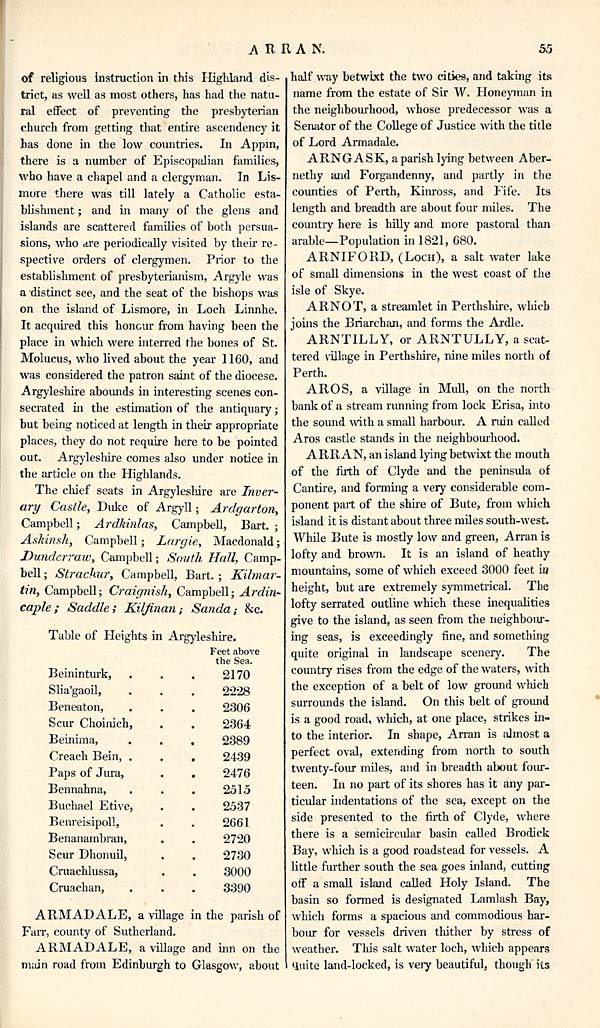 ARRAN. 55
of religious instruction in this Highland dis-
trict, as well as most others, has had the natu-
ral effect of preventing the presbyterian
church from getting that entire ascendency it
has done in the low countries. In Appin,
there is a number of Episcopalian families,
who have a chapel and a clergyman. In Lis-
more there was till lately a Catholic esta-
blishment; and in many of the glens and
islands are scattered families of both persua-
sions, who are periodically visited by their re-
spective orders of clergymen. Prior to the
establishment of presbyterianism, Argyle was
a distinct see, and the seat of the bishops was
on the island of Lismore, in Loch Linnhe.
It acquired this honour from having been the
place in which were interred the bones of St.
Molucus, who lived about the year 1160, and
was considered the patron saint of the diocese.
Argyleshire abounds in interesting scenes con-
secrated in the estimation of the antiquary;
but being noticed at length in their appropriate
places, they do not require here to be pointed
out. Argyleshire comes also under notice in
the article on the Highlands.
The chief seats in Argyleshire are Inver-
ary Castle, Duke of Argyll; Ardgarton,
Campbell; Ardkinlas, Campbell, Bart.;
Askinsh, Campbell; Largie, Macdonald;
Dunderraw, Campbell; South Hall, Camp-
bell; Strachur, Campbell, Bart.; Kilmar-
tin, Campbell; Craignish, Campbell; Ardin-
caple; Saddle; Kilfinan; Sanda; &c.
Table of Heights in Argyleshire.
Feet above
the Sea.
Beininturk, . . . 2170
Slia'gaoil, . . . 2228
Beneaton, . . . 2306
Scur Choinich, . . 2364
Beinima, . . . 2389
Creach Bein, . . . 2439
Paps of Jura, . . 2476
Bennahna, . . . 2515
Buchael Etive, . . 2537
Benreisipoll, . . 2661
Benanambran, . . 2720
Scur Dhonuil, . . 2730
Cruachlussa, . . 3000
Cruachan, . . . 3390
ARMADALE, a village in the parish of
Farr, county of Sutherland.
ARMADALE, a village and inn on the
main road from Edinburgh to Glasgow, about
half way betwixt the two cities, and taking its
name from the estate of Sir W. Honeyman in
the neighbourhood, whose predecessor was a
Senator of the College of Justice with the title
of Lord Armadale.
ARNGASK, a parish lying between Aber-
nethy and Forgandenny, and partly in the
counties of Perth, Kinross, and Fife. Its
length and breadth are about four miles. The
country here is hilly and more pastoral than
arable—Population in 1821, 680.
ARNIFORD, (LOCH), a salt water lake
of small dimensions in the west coast of the
isle of Skye.
ARNOT, a streamlet in Perthshire, which
joins the Briarchan, and forms the Ardle.
ARNTILLY, or ARNTULLY, a scat-
tered village in Perthshire, nine miles north of
Perth.
AROS, a village in Mull, on the north
bank of a stream running from lock Erisa, into
the sound with a small harbour. A ruin called
Aros castle stands in the neighbourhood.
ARRAN, an island lying betwixt the mouth
of the firth of Clyde and the peninsula of
Cantire, and forming a very considerable com-
ponent part of the shire of Bute, from which
island it is distant about three miles south-west.
While Bute is mostly low and green, Arran is
lofty and brown. It is an island of heathy
mountains, some of which exceed 3000 feet in
height, but are extremely symmetrical. The
lofty serrated outline which these inequalities
give to the island, as seen from the neighbour-
ing seas, is exceedingly fine, and something
quite original in landscape scenery. The
country rises from the edge of the waters, with
the exception of a belt of low ground which
surrounds the island. On this belt of ground
is a good road, which, at one place, strikes in-
to the interior. In shape, Arran is almost a
perfect oval, extending from north to south
twenty-four miles, and in breadth about four-
teen. In no part of its shores has it any par-
ticular indentations of the sea, except on the
side presented to the firth of Clyde, where
there is a semicircular basin called Brodick
Bay, which is a good roadstead for vessels. A
little further south the sea goes inland, cutting
off a small island called Holy Island. The
basin so formed is designated Lamlash Bay,
which forms a spacious and commodious har-
bour for vessels driven thither by stress of
weather. This salt water loch, which appears
quite land-locked, is very beautiful, though its